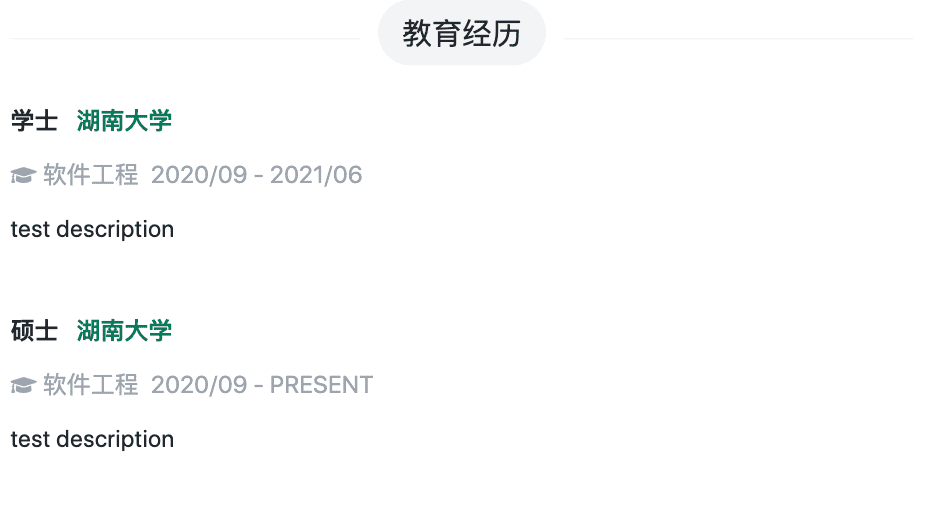 教育经历
学士 湖南大学
软件工程 2020/09 - 2021/06
test description
硕士 湖南大学
软件工程 2020/09 - PRESENT
test description